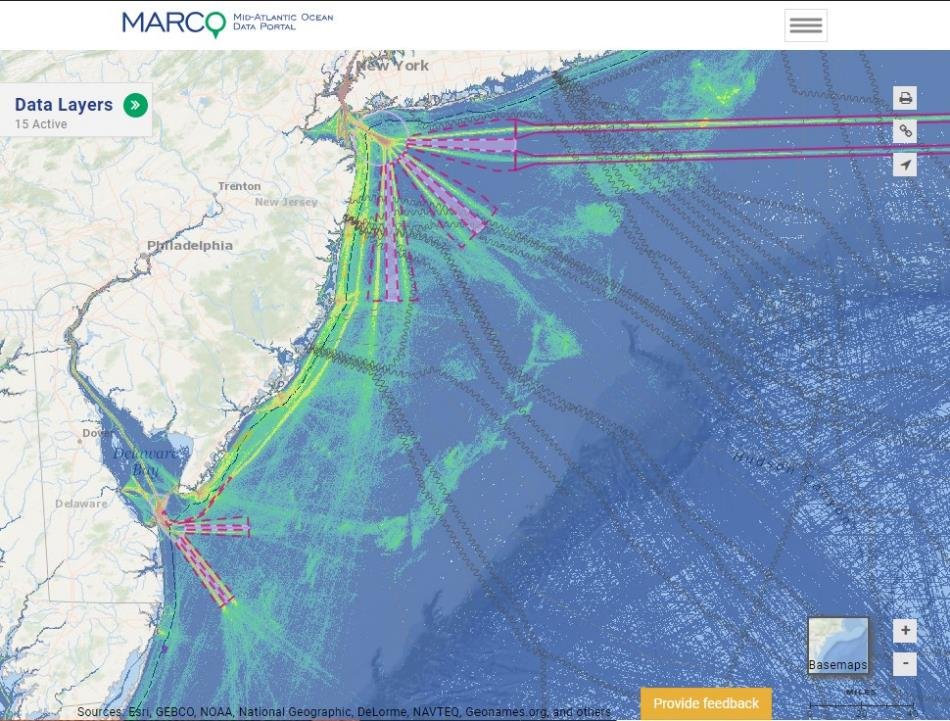 MARCO
MID-ATLANTIC OCEAN
DATA PORTAL
New York
Data Layers
15 Active
Trenton
New Jersey
Philadelphia
Dover
Delaware
Bay
Delaware
Hudson Canyon
Basemaps
+
-
MILES
Provide feedback
Sources: Esri, GEBCO, NOAA, National Geographic, DeLorme, NAVTEQ, Geonames.org, and others